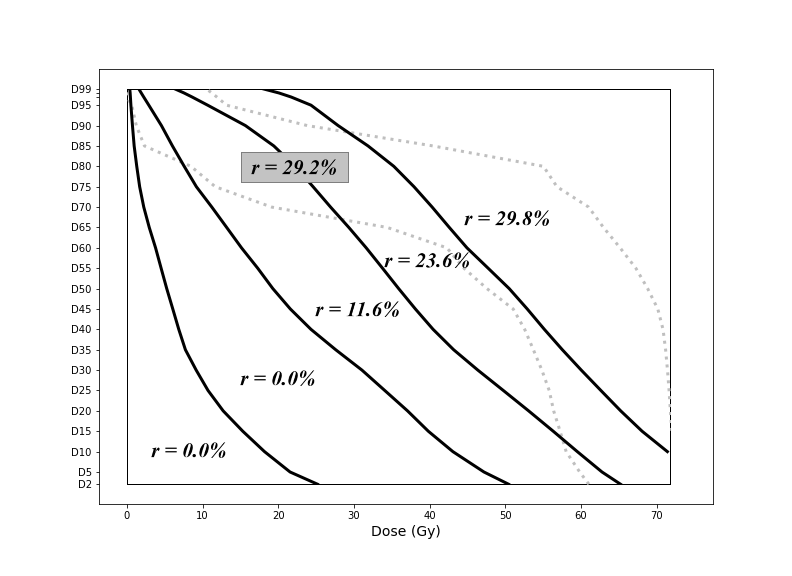 D99
D95
D90
D85
D80
D75
D70
D65
D60
D55
D50
D45
D40
D35
D30
D25
D20
D15
D10
D5
D2
r = 29.2%
r = 29.8%
r = 23.6%
r = 11.6%
r = 0.0%
r = 0.0%
0 10 20 30 40 50 60 70
Dose (Gy)